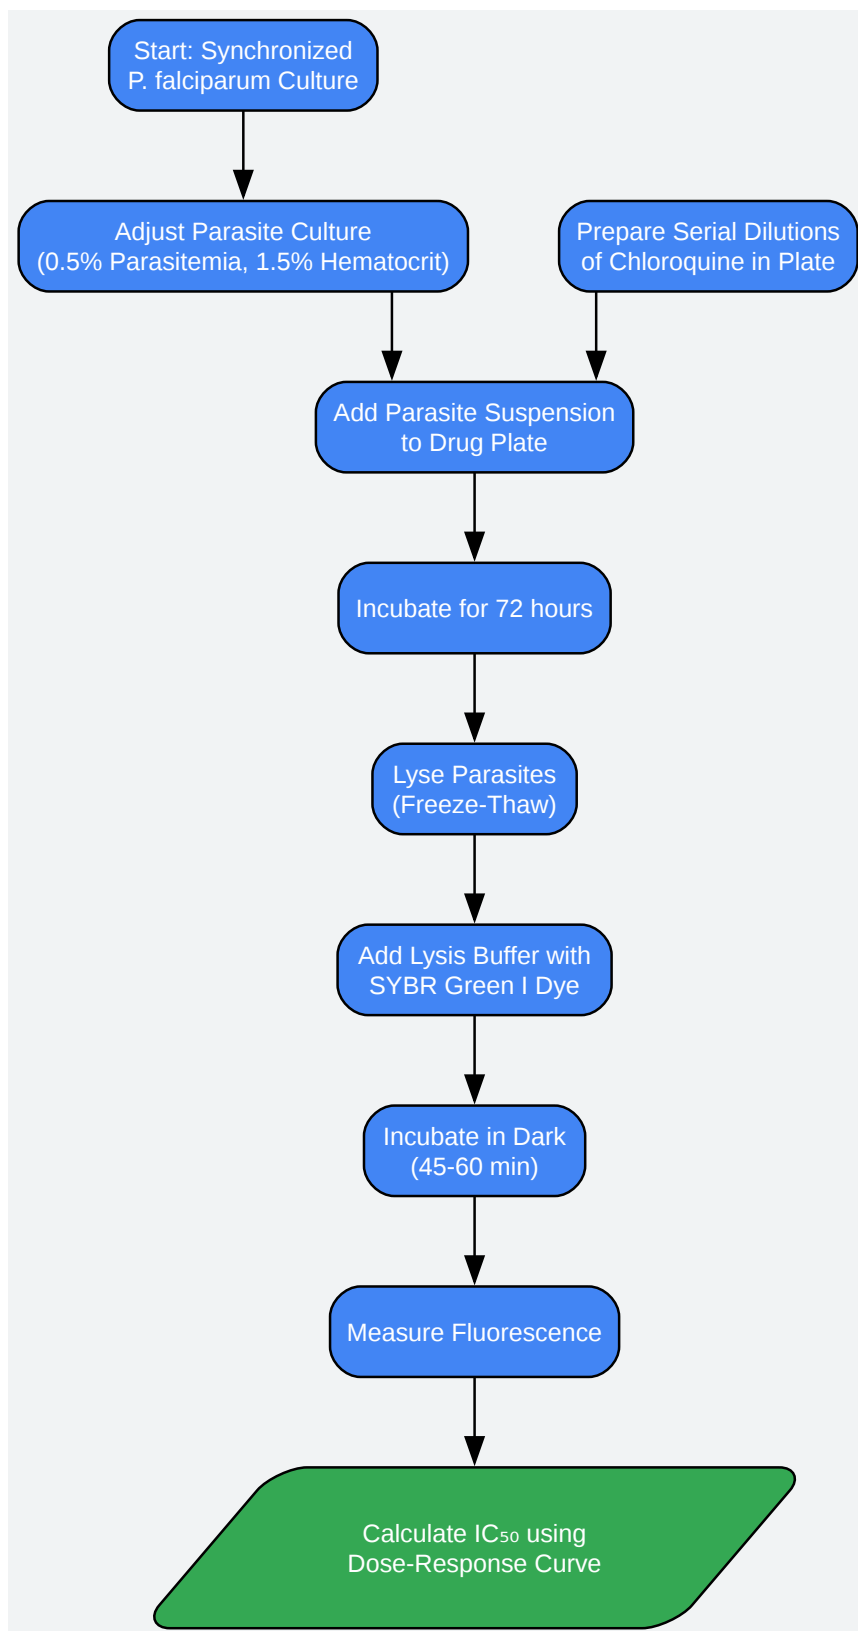 Start: Synchronized
P. falciparum Culture
Adjust Parasite Culture
(0.5% Parasitemia, 1.5% Hematocrit)
Prepare Serial Dilutions
of Chloroquine in Plate
Add Parasite Suspension
to Drug Plate
Incubate for 72 hours
Lyse Parasites
(Freeze-Thaw)
Add Lysis Buffer with
SYBR Green I Dye
Incubate in Dark
(45-60 min)
Measure Fluorescence
Calculate IC₅₀ using
Dose-Response Curve